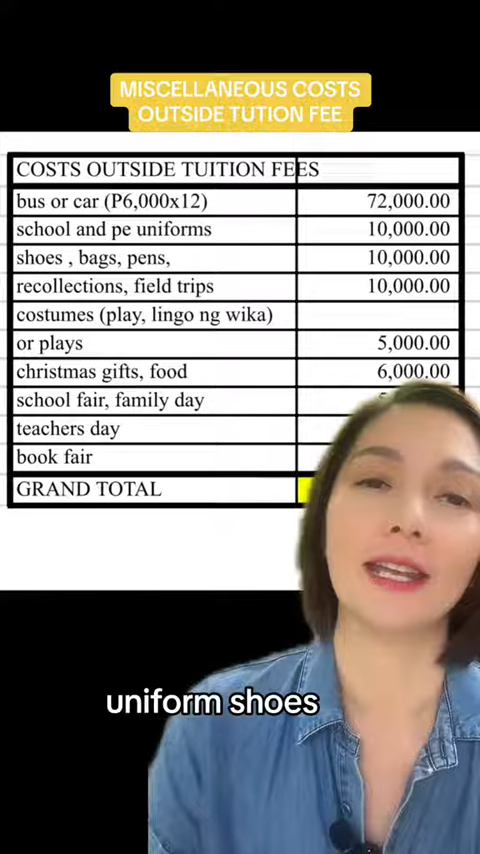 MISCELLANEOUS COSTS
OUTSIDE TUTION FEE
COSTS OUTSIDE TUITION FEES
bus or car (P6,000x12) 72,000.00
school and pe uniforms 10,000.00
shoes , bags, pens, 10,000.00
recollections, field trips 10,000.00
costumes (play, lingo ng wika)
or plays 5,000.00
christmas gifts, food 6,000.00
school fair, family day
teachers day
book fair
GRAND TOTAL
uniform shoes